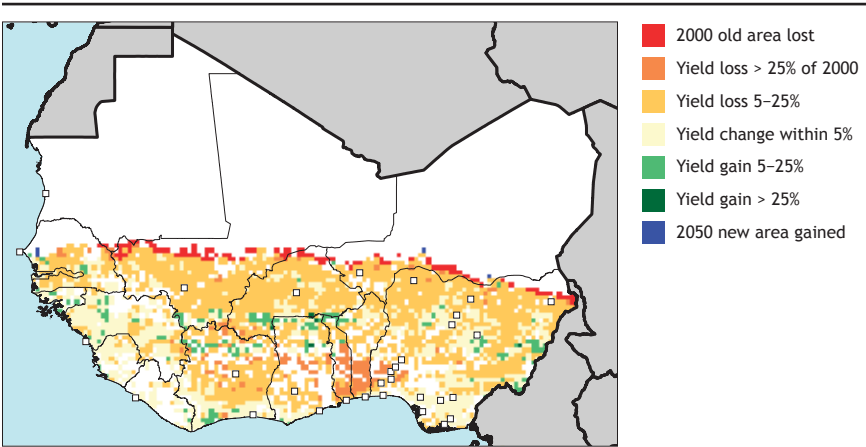 2000 old area lost
Yield loss > 25% of 2000
Yield loss 5–25%
Yield change within 5%
Yield gain 5–25%
Yield gain > 25%
2050 new area gained